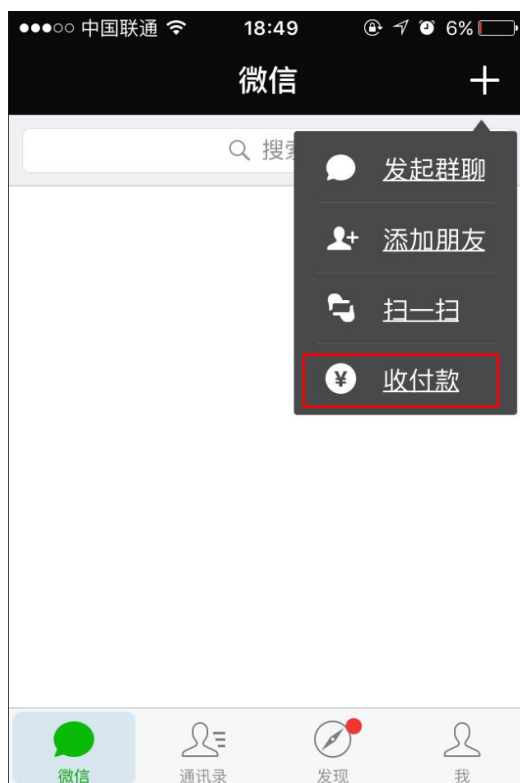 中国联通 18:49 6%
微信
搜
发起群聊
添加朋友
扫一扫
¥ 收付款
微信 通讯录 发现 我